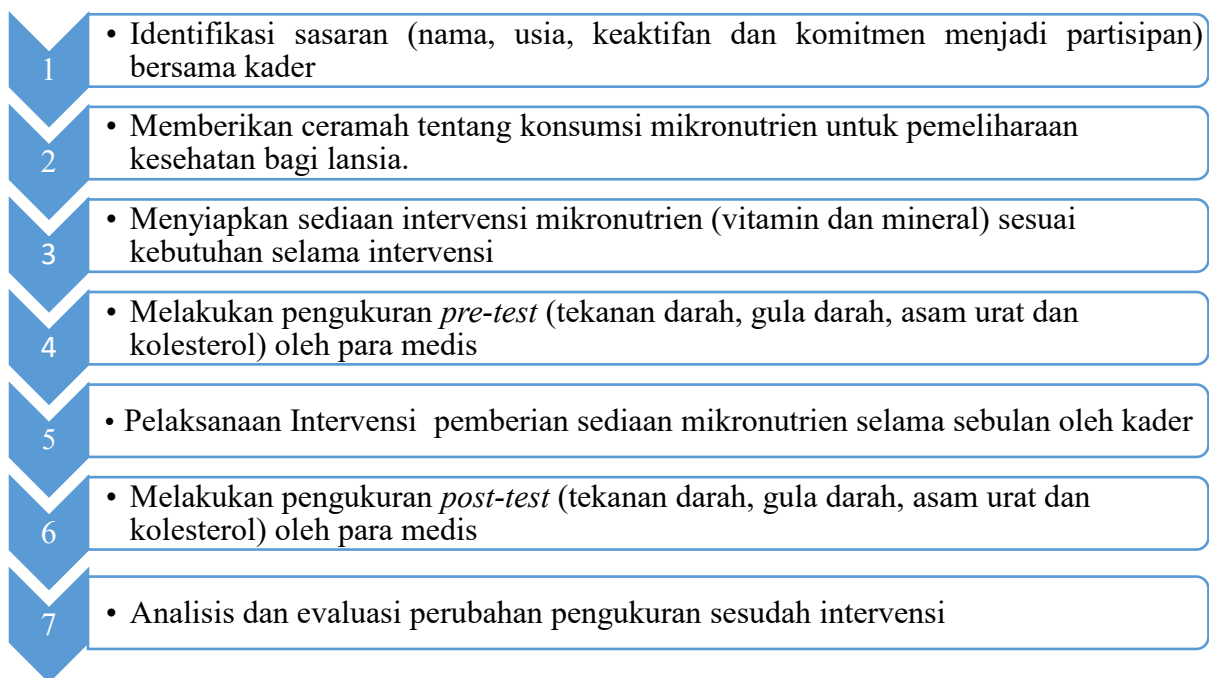 1
• Identifikasi sasaran (nama, usia, keaktifan dan komitmen menjadi partisipan)
bersama kader
2
• Memberikan ceramah tentang konsumsi mikronutrien untuk pemeliharaan
kesehatan bagi lansia.
3
• Menyiapkan sediaan intervensi mikronutrien (vitamin dan mineral) sesuai
kebutuhan selama intervensi
4
• Melakukan pengukuran pre-test (tekanan darah, gula darah, asam urat dan
kolesterol) oleh para medis
5
• Pelaksanaan Intervensi pemberian sediaan mikronutrien selama sebulan oleh kader
6
• Melakukan pengukuran post-test (tekanan darah, gula darah, asam urat dan
kolesterol) oleh para medis
7
• Analisis dan evaluasi perubahan pengukuran sesudah intervensi